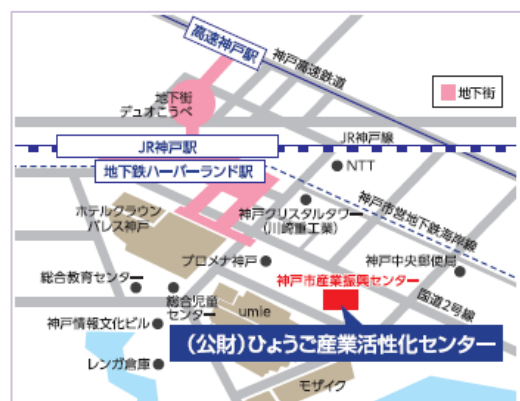 高速神戸駅
神戸高速鉄道
地下街
デュオこうべ
地下街
JR神戸線
JR神戸駅
地下鉄ハーバーランド駅
NTT
神戸市営地下鉄海岸線
ホテルクラウン
パレス神戸
神戸クリスタルタワー
(川崎重工業)
プロメナ神戸
神戸中央郵便局
総合教育センター
神戸市産業振興センター
国道2号線
総合児童
センター
umie
神戸情報文化ビル
(公財)ひょうご産業活性化センター
レンガ倉庫
モザイク